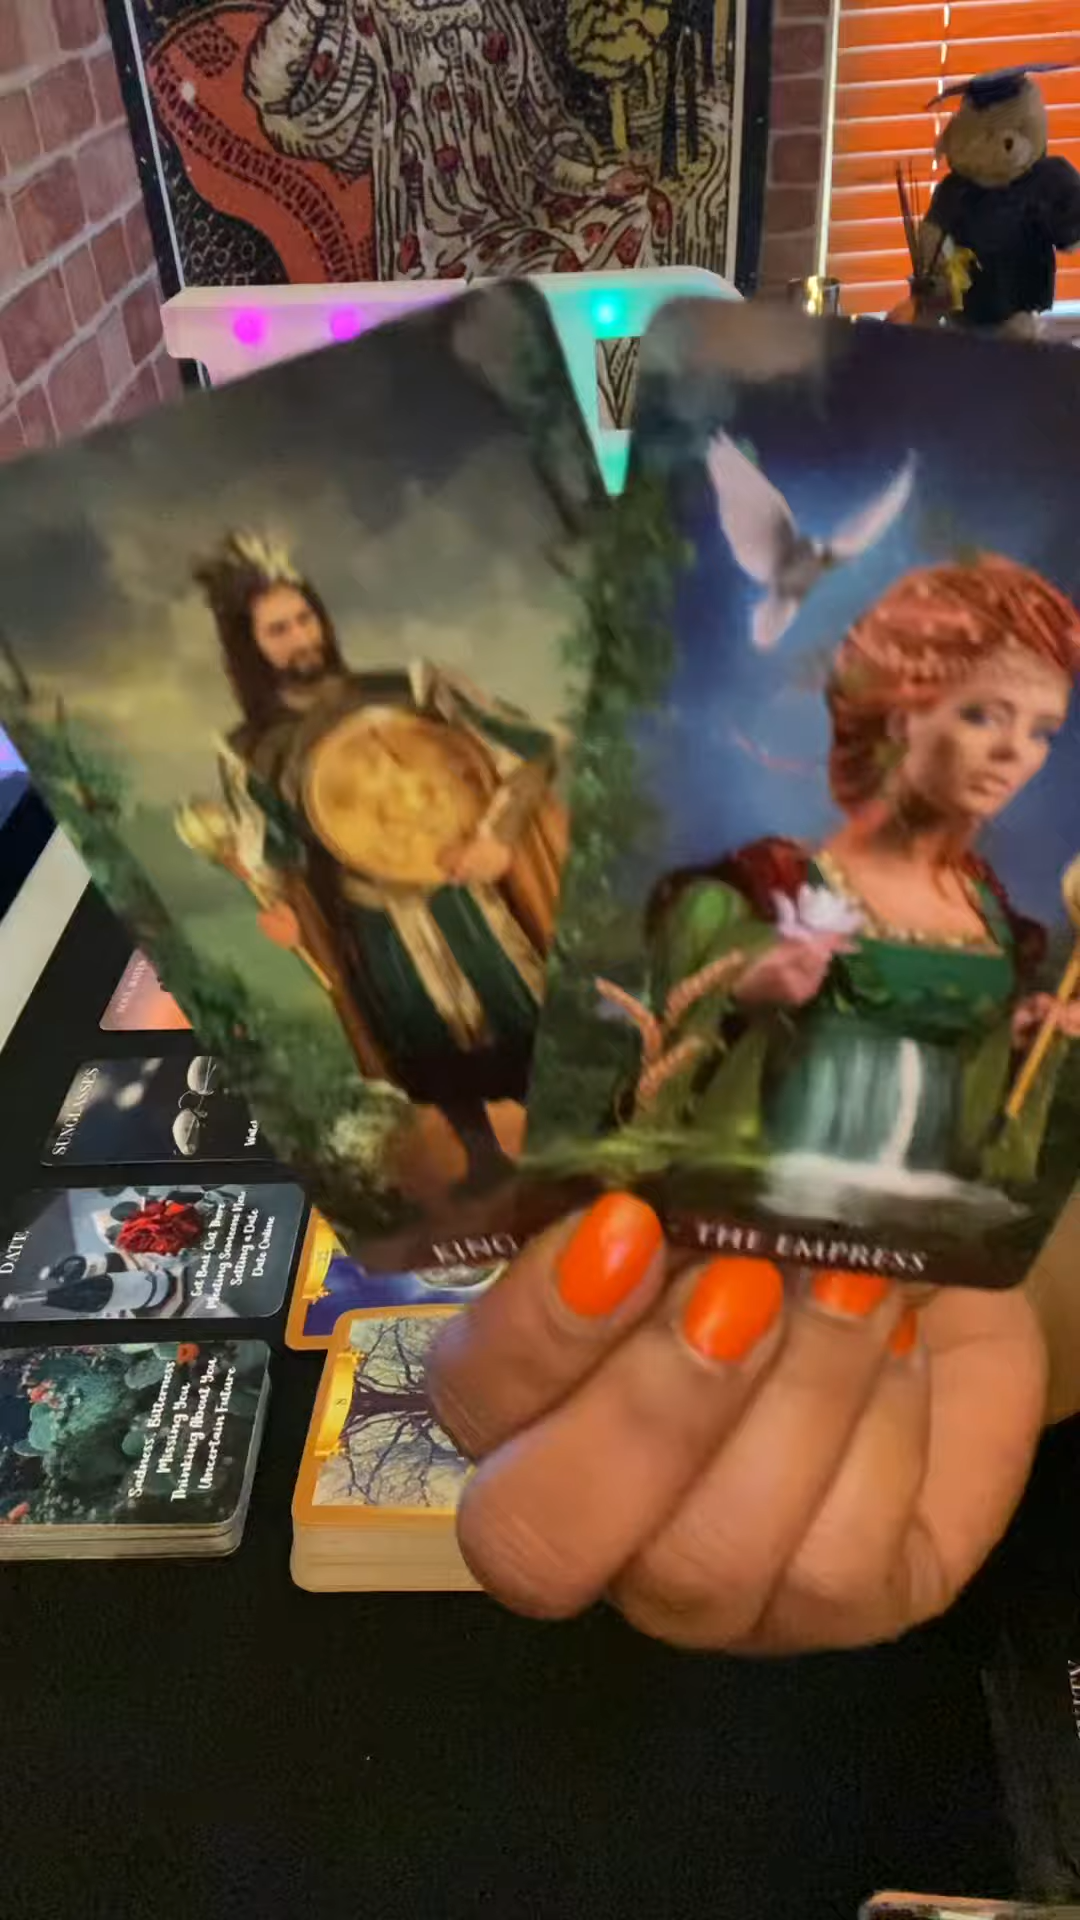 KING
THE EMPRESS
SUNGLASSES
DATE
Get Back Out There
Meeting Someone New
Setting a Date
Date Online
8
Sadness, Bitterness
Missing You
Thinking About You
Uncertain Future